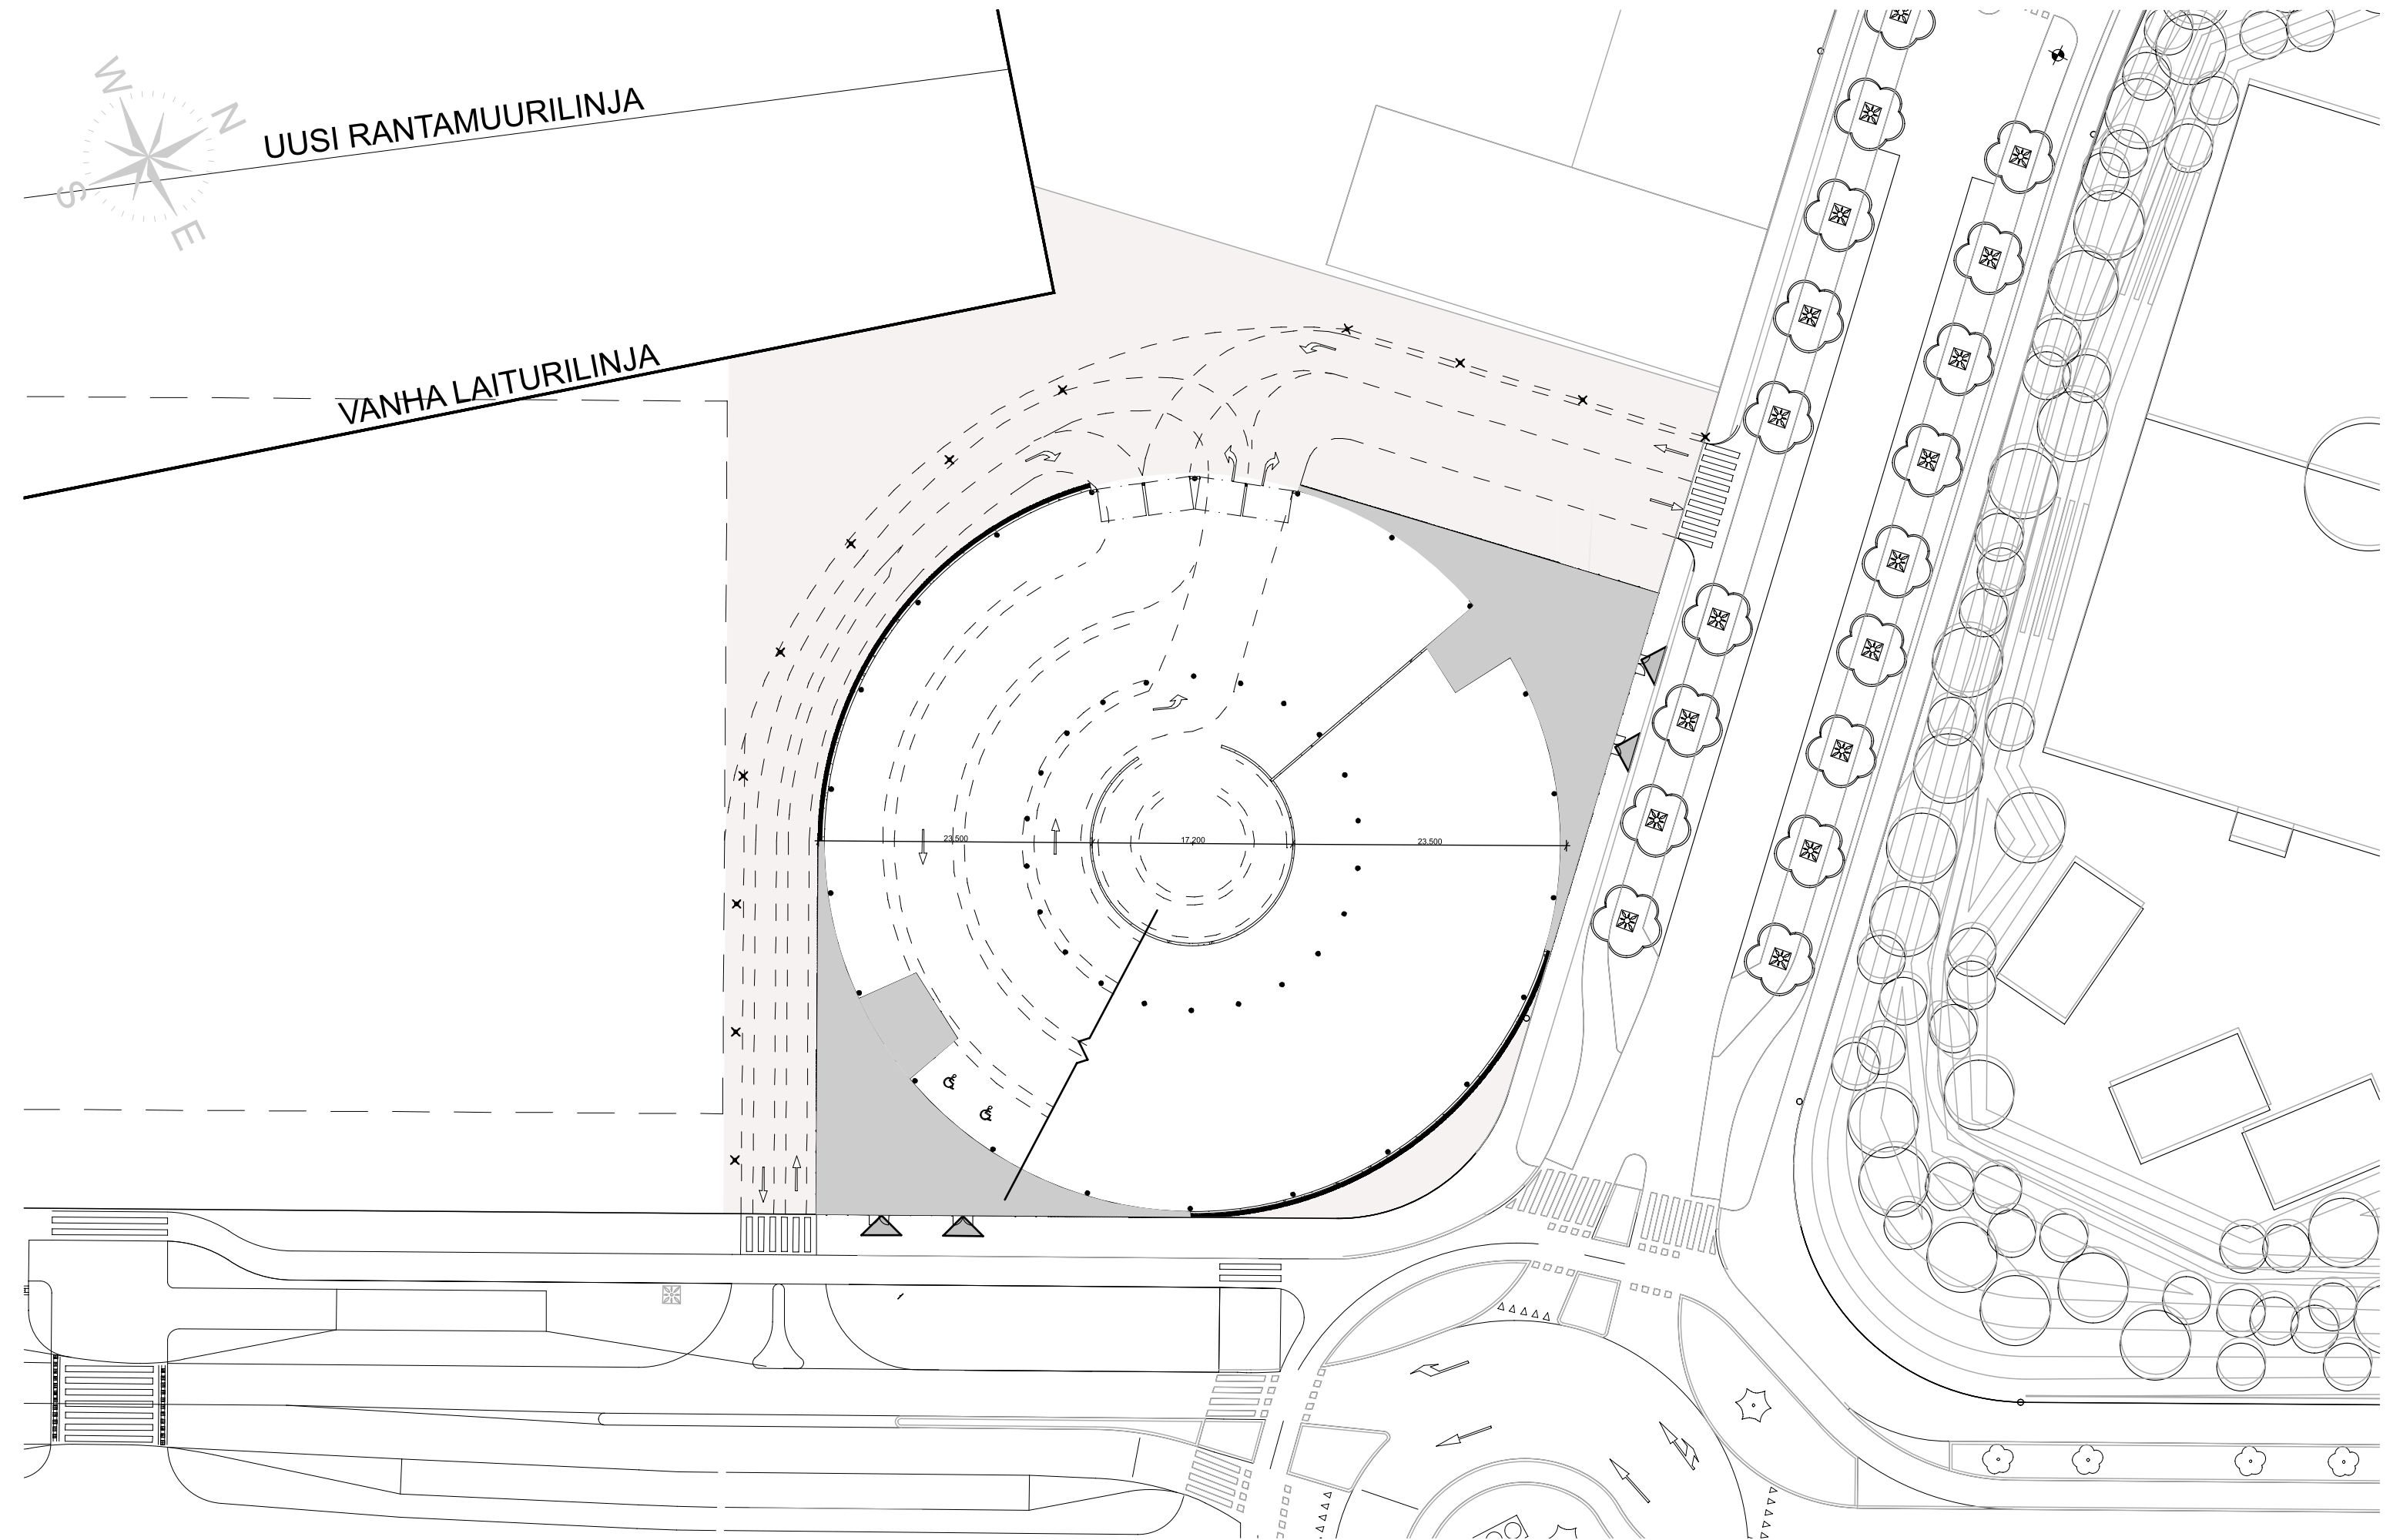 W
N
UUSI RANTAMUURILINJA
S
E
VANHA LAITURILINJA
23,500
17,200
23,500